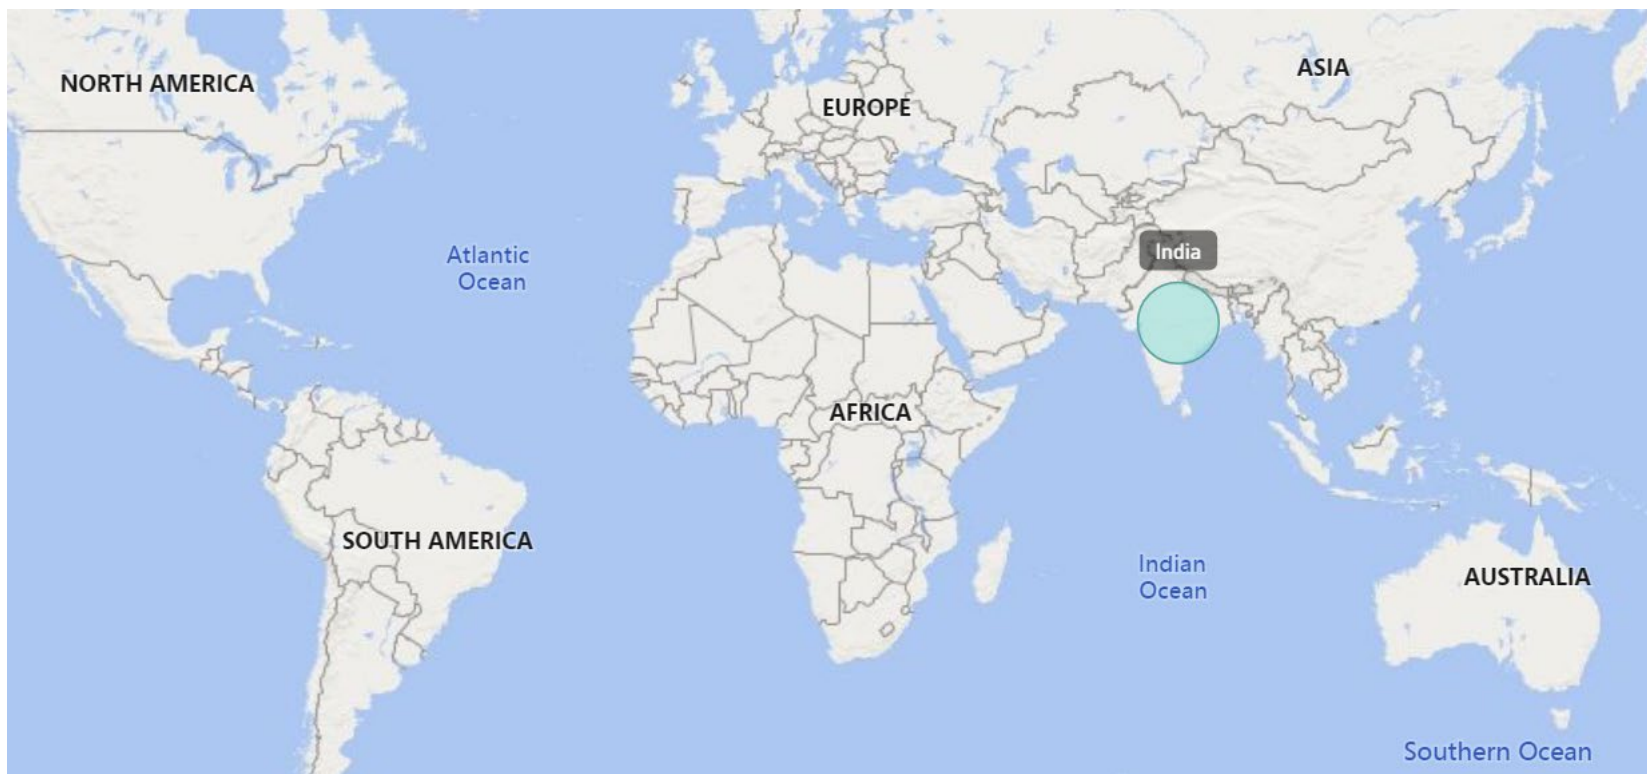 NORTH AMERICA
ASIA
EUROPE
India
Atlantic
Ocean
AFRICA
SOUTH AMERICA
Indian
Ocean
AUSTRALIA
Southern Ocean